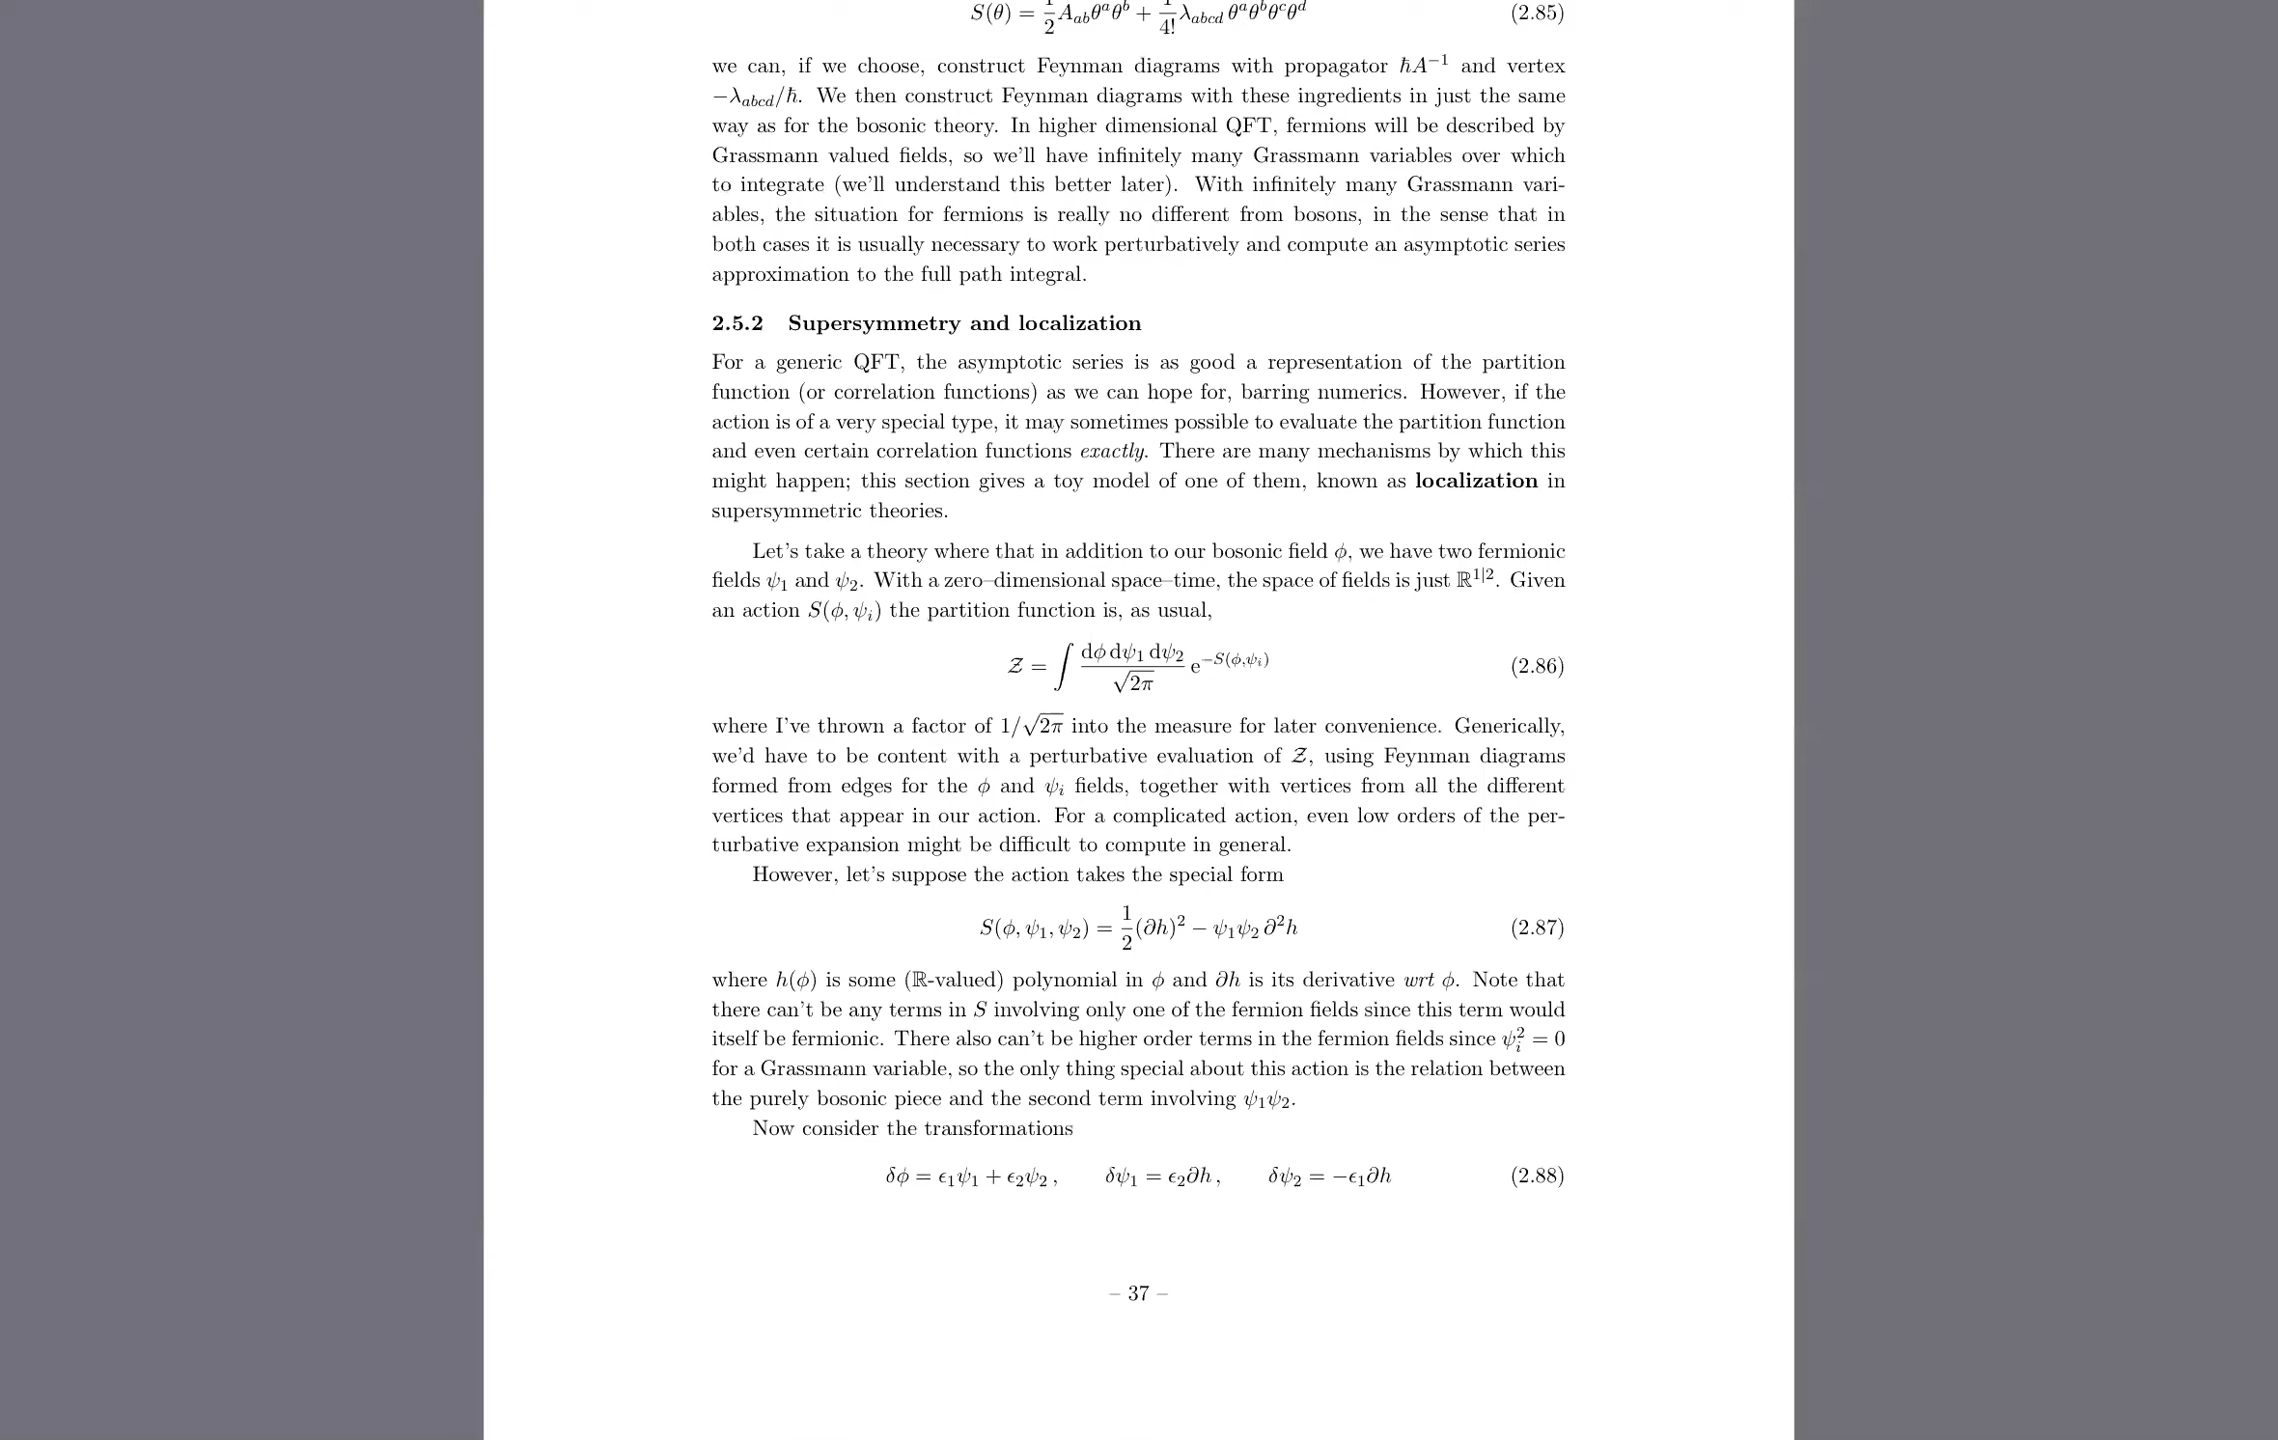 S(θ) = 1/2 A_{ab}θ^aθ^b + 1/4! λ_{abcd} θ^aθ^bθ^cθ^d (2.85)
we can, if we choose, construct Feynman diagrams with propagator ℏA^{−1} and vertex
−λ_{abcd}/ℏ. We then construct Feynman diagrams with these ingredients in just the same
way as for the bosonic theory. In higher dimensional QFT, fermions will be described by
Grassmann valued fields, so we'll have infinitely many Grassmann variables over which
to integrate (we'll understand this better later). With infinitely many Grassmann vari-
ables, the situation for fermions is really no different from bosons, in the sense that in
both cases it is usually necessary to work perturbatively and compute an asymptotic series
approximation to the full path integral.
2.5.2 Supersymmetry and localization
For a generic QFT, the asymptotic series is as good a representation of the partition
function (or correlation functions) as we can hope for, barring numerics. However, if the
action is of a very special type, it may sometimes possible to evaluate the partition function
and even certain correlation functions exactly. There are many mechanisms by which this
might happen; this section gives a toy model of one of them, known as localization in
supersymmetric theories.
Let's take a theory where that in addition to our bosonic field ϕ, we have two fermionic
fields ψ₁ and ψ₂. With a zero–dimensional space–time, the space of fields is just ℝ^{1|2}. Given
an action S(ϕ, ψ_i) the partition function is, as usual,
𝒵 = ∫ dϕ dψ₁ dψ₂ / √2π e^{−S(ϕ,ψ_i)} (2.86)
where I've thrown a factor of 1/√2π into the measure for later convenience. Generically,
we'd have to be content with a perturbative evaluation of 𝒵, using Feynman diagrams
formed from edges for the ϕ and ψ_i fields, together with vertices from all the different
vertices that appear in our action. For a complicated action, even low orders of the per-
turbative expansion might be difficult to compute in general.
However, let's suppose the action takes the special form
S(ϕ, ψ₁, ψ₂) = 1/2 (∂h)² − ψ₁ψ₂ ∂²h (2.87)
where h(ϕ) is some (ℝ-valued) polynomial in ϕ and ∂h is its derivative wrt ϕ. Note that
there can't be any terms in S involving only one of the fermion fields since this term would
itself be fermionic. There also can't be higher order terms in the fermion fields since ψ_i² = 0
for a Grassmann variable, so the only thing special about this action is the relation between
the purely bosonic piece and the second term involving ψ₁ψ₂.
Now consider the transformations
δϕ = ϵ₁ψ₁ + ϵ₂ψ₂ , δψ₁ = ϵ₂∂h , δψ₂ = −ϵ₁∂h (2.88)
– 37 –